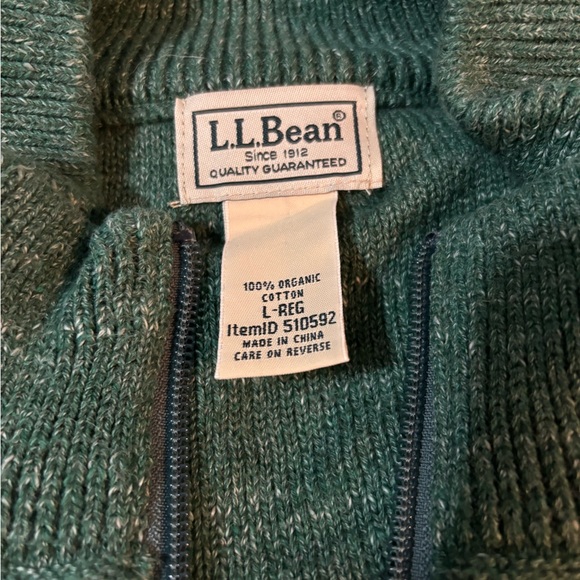 L.L.Bean®
Since 1912
QUALITY GUARANTEED
100% ORGANIC
COTTON
L-REG
ItemID 510592
MADE IN CHINA
CARE ON REVERSE